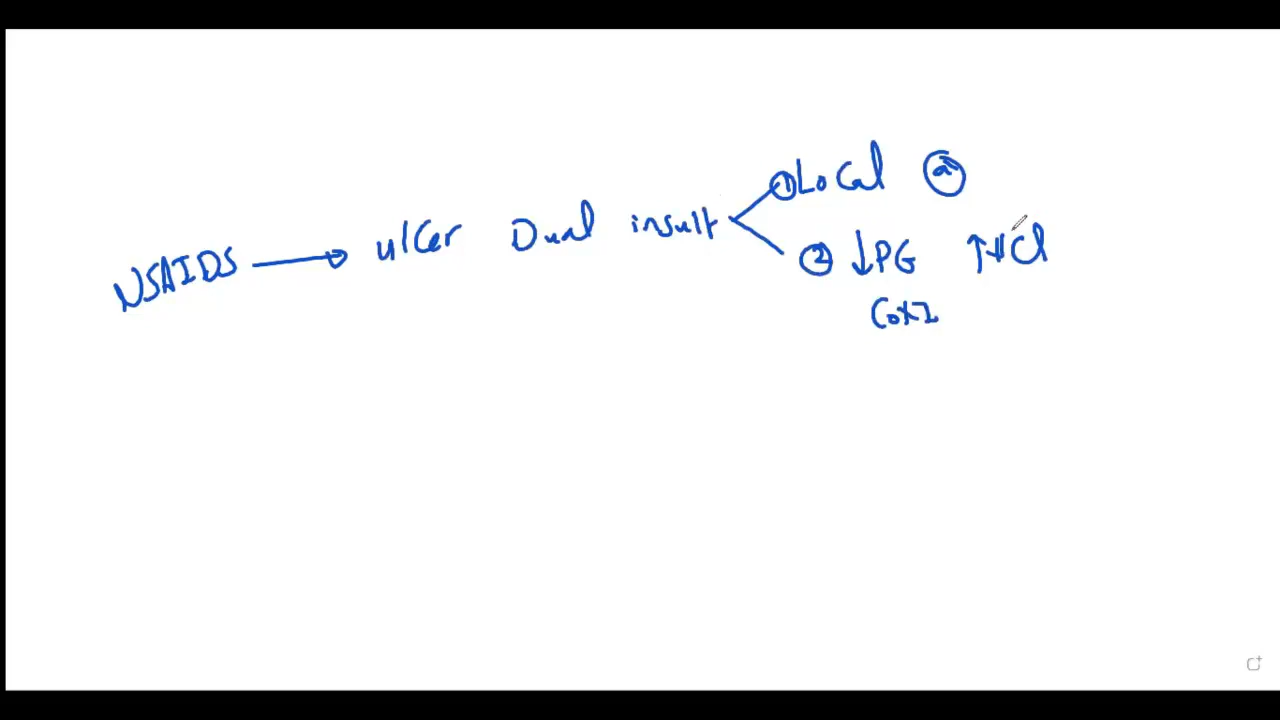 NSAIDS → ulcer Dual insult
① Local
② ↓PG ↑HCl
COX1